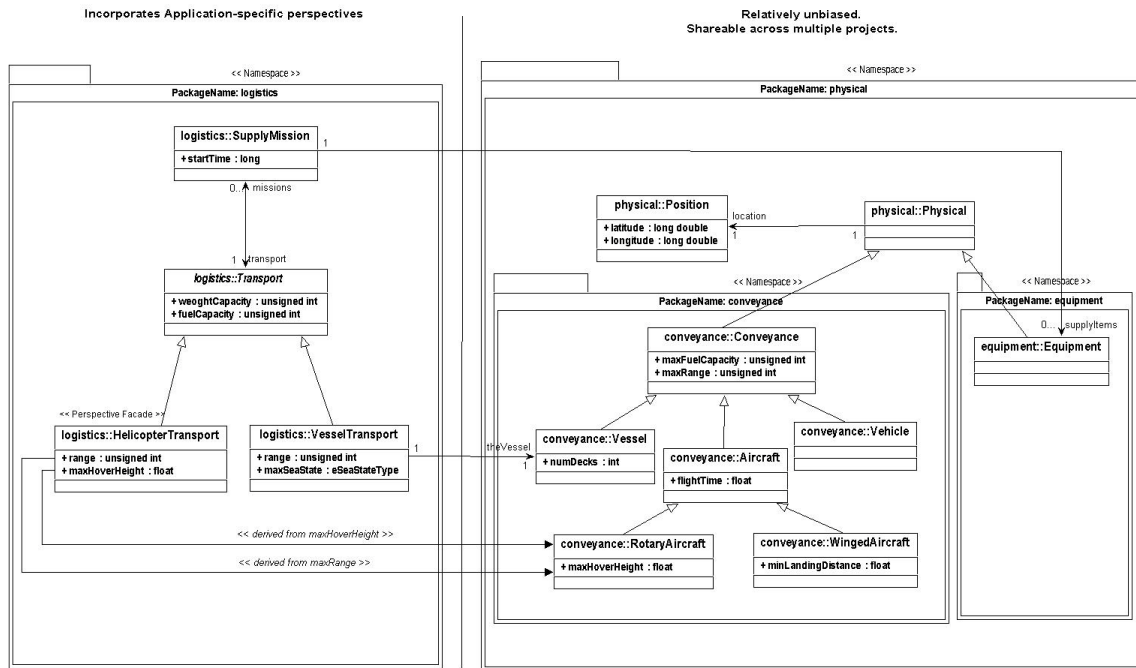 Incorporates Application-specific perspectives
Relatively unbiased.
Shareable across multiple projects.
<< Namespace >>
PackageName: logistics
logistics::SupplyMission
+ startTime : long
0... missions
1 transport
logistics::Transport
+ weoghtCapacity : unsigned int
+ fuelCapacity : unsigned int
<< Perspective Facade >>
logistics::HelicopterTransport
+ range : unsigned int
+ maxHoverHeight : float
logistics::VesselTransport
+ range : unsigned int
+ maxSeaState : eSeaStateType
1
theVessel
1
<< derived from maxHoverHeight >>
<< derived from maxRange >>
<< Namespace >>
PackageName: physical
1
physical::Position
+ latitude : long double
+ longitude : long double
location
1
1
physical::Physical
<< Namespace >>
PackageName: conveyance
conveyance::Conveyance
+ maxFuelCapacity : unsigned int
+ maxRange : unsigned int
conveyance::Vessel
+ numDecks : int
conveyance::Aircraft
+ flightTime : float
conveyance::Vehicle
conveyance::RotaryAircraft
+ maxHoverHeight : float
conveyance::WingedAircraft
+ minLandingDistance : float
<< Namespace >>
PackageName: equipment
0... supplyItems
equipment::Equipment